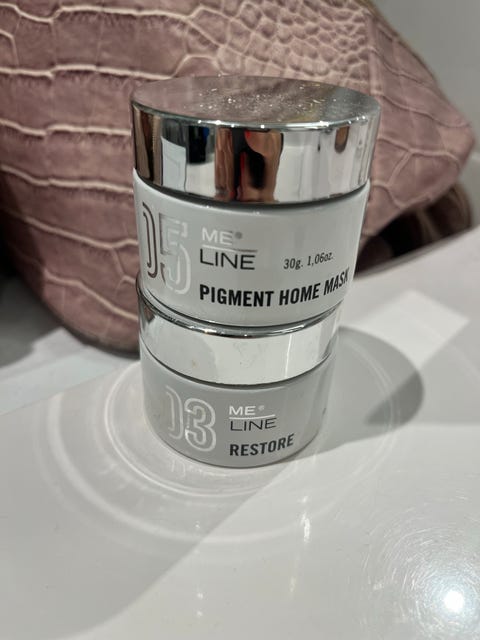 05
ME®
LINE
30g. 1,06oz.
PIGMENT HOME MASK
03
ME®
LINE
RESTORE